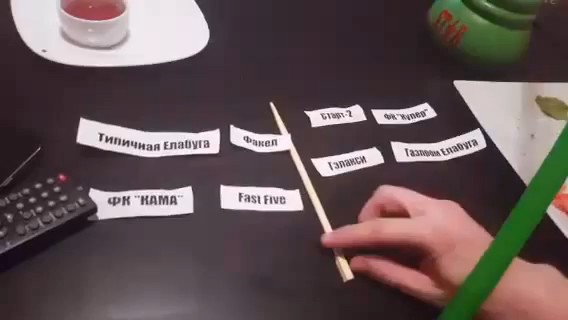 Типичная Елабуга
Факел
ФК "КАМА"
Fast Five
Старт-2
ФК "Купер"
Гэлакси
Газпром Елабуга